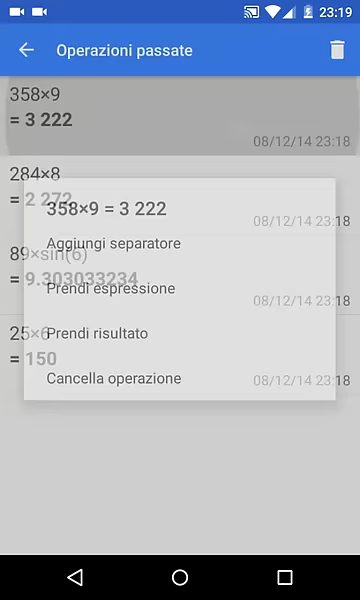 23:19
Operazioni passate
358×9
= 3 222
08/12/14 23:18
284×8
= 2 272
08/12/14 23:18
358×9 = 3 222
Aggiungi separatore
89×sin(6)
= 9.303033234
08/12/14 23:18
Prendi espressione
25×6
= 150
08/12/14 23:18
Prendi risultato
Cancella operazione